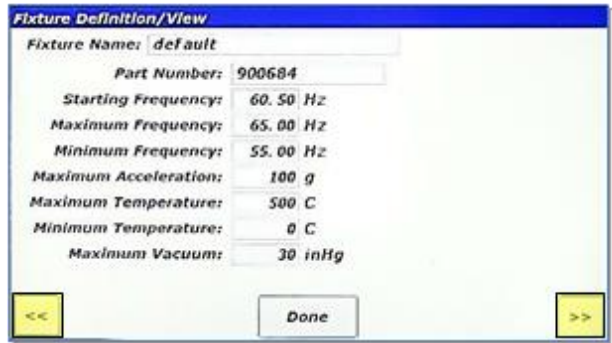 Fixture Definition/View
Fixture Name: default
Part Number: 900684
Starting Frequency: 60.50 Hz
Maximum Frequency: 65.00 Hz
Minimum Frequency: 55.00 Hz
Maximum Acceleration: 100 g
Maximum Temperature: 500 C
Minimum Temperature: 0 C
Maximum Vacuum: 30 inHg
<< Done >>